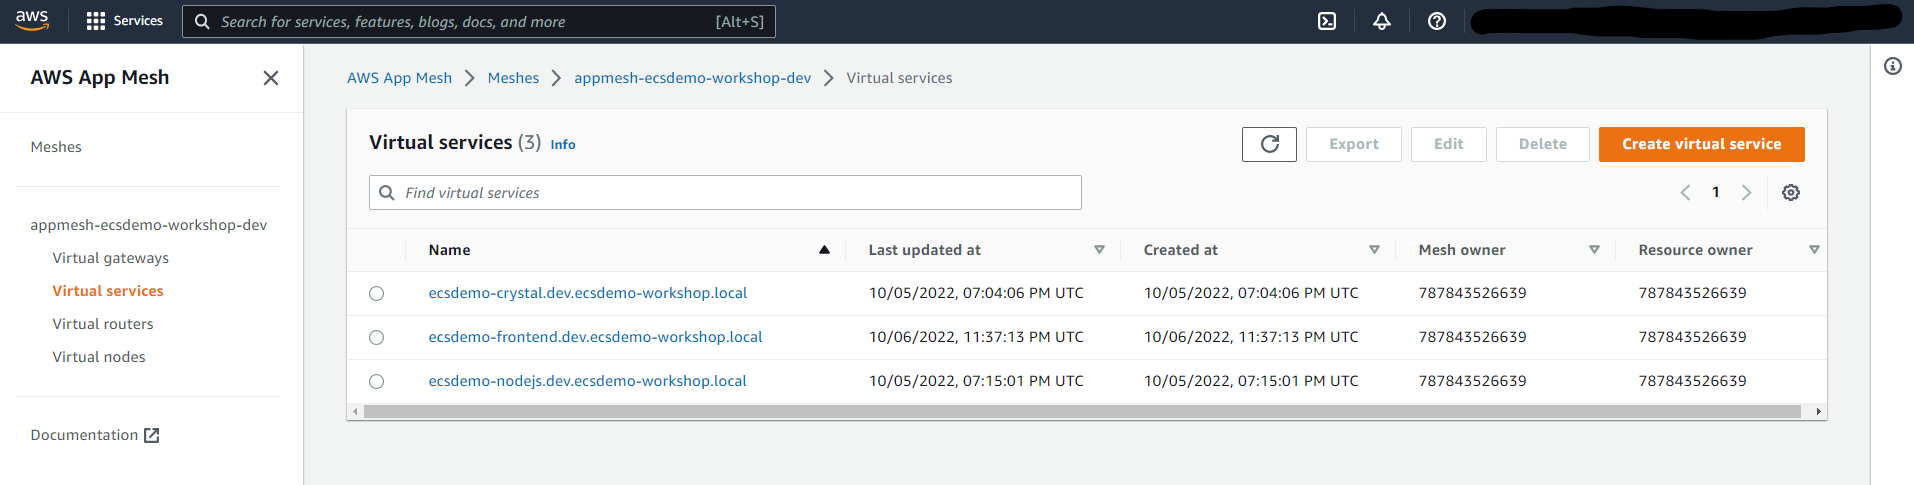 aws Services Search for services, features, blogs, docs, and more [Alt+S]
AWS App Mesh
Meshes
appmesh-ecsdemo-workshop-dev
Virtual gateways
Virtual services
Virtual routers
Virtual nodes
Documentation
AWS App Mesh Meshes appmesh-ecsdemo-workshop-dev Virtual services
Virtual services (3) Info Export Edit Delete Create virtual service
Find virtual services 1
Name Last updated at Created at Mesh owner Resource owner
ecsdemo-crystal.dev.ecsdemo-workshop.local 10/05/2022, 07:04:06 PM UTC 10/05/2022, 07:04:06 PM UTC 787843526639 787843526639
ecsdemo-frontend.dev.ecsdemo-workshop.local 10/06/2022, 11:37:13 PM UTC 10/06/2022, 11:37:13 PM UTC 787843526639 787843526639
ecsdemo-nodejs.dev.ecsdemo-workshop.local 10/05/2022, 07:15:01 PM UTC 10/05/2022, 07:15:01 PM UTC 787843526639 787843526639